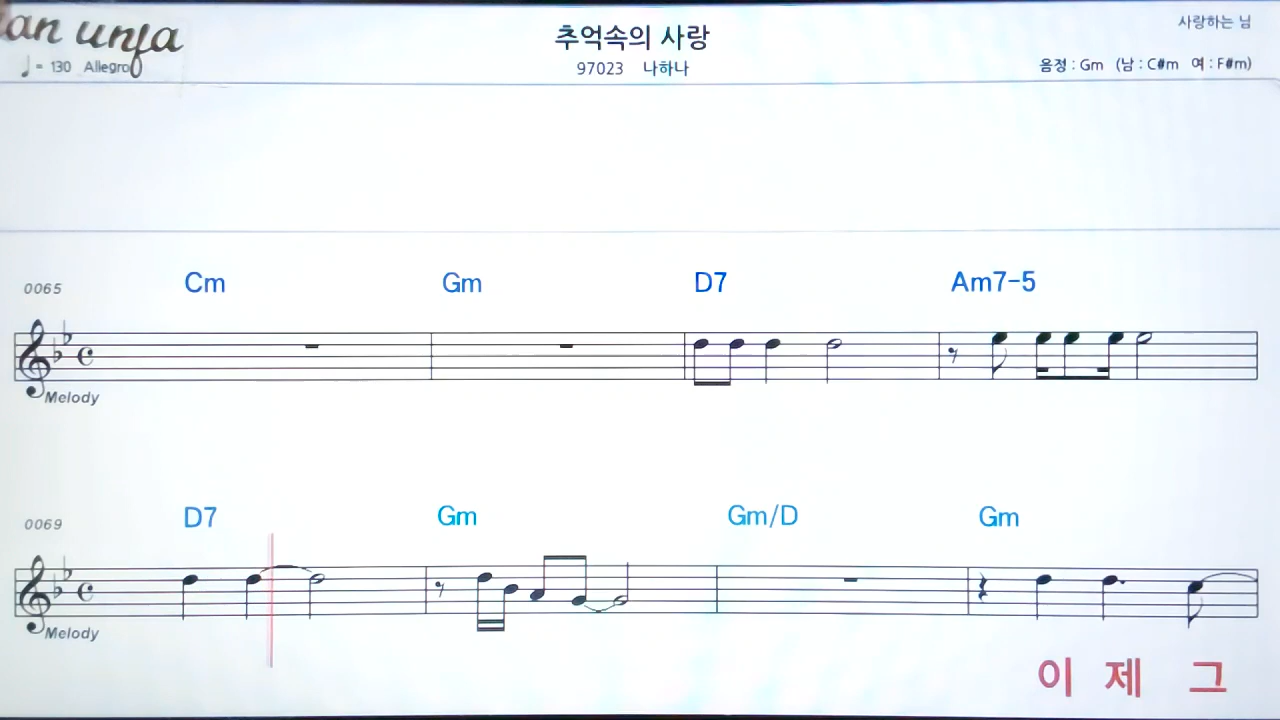 추억속의 사랑
사랑하는 님
♩ = 130 Allegro
97023 나하나
음정 : Gm (남 : C#m 여 : F#m)
0065 Cm Gm D7 Am7-5
Melody
0069 D7 Gm Gm/D Gm
Melody
이 제 그